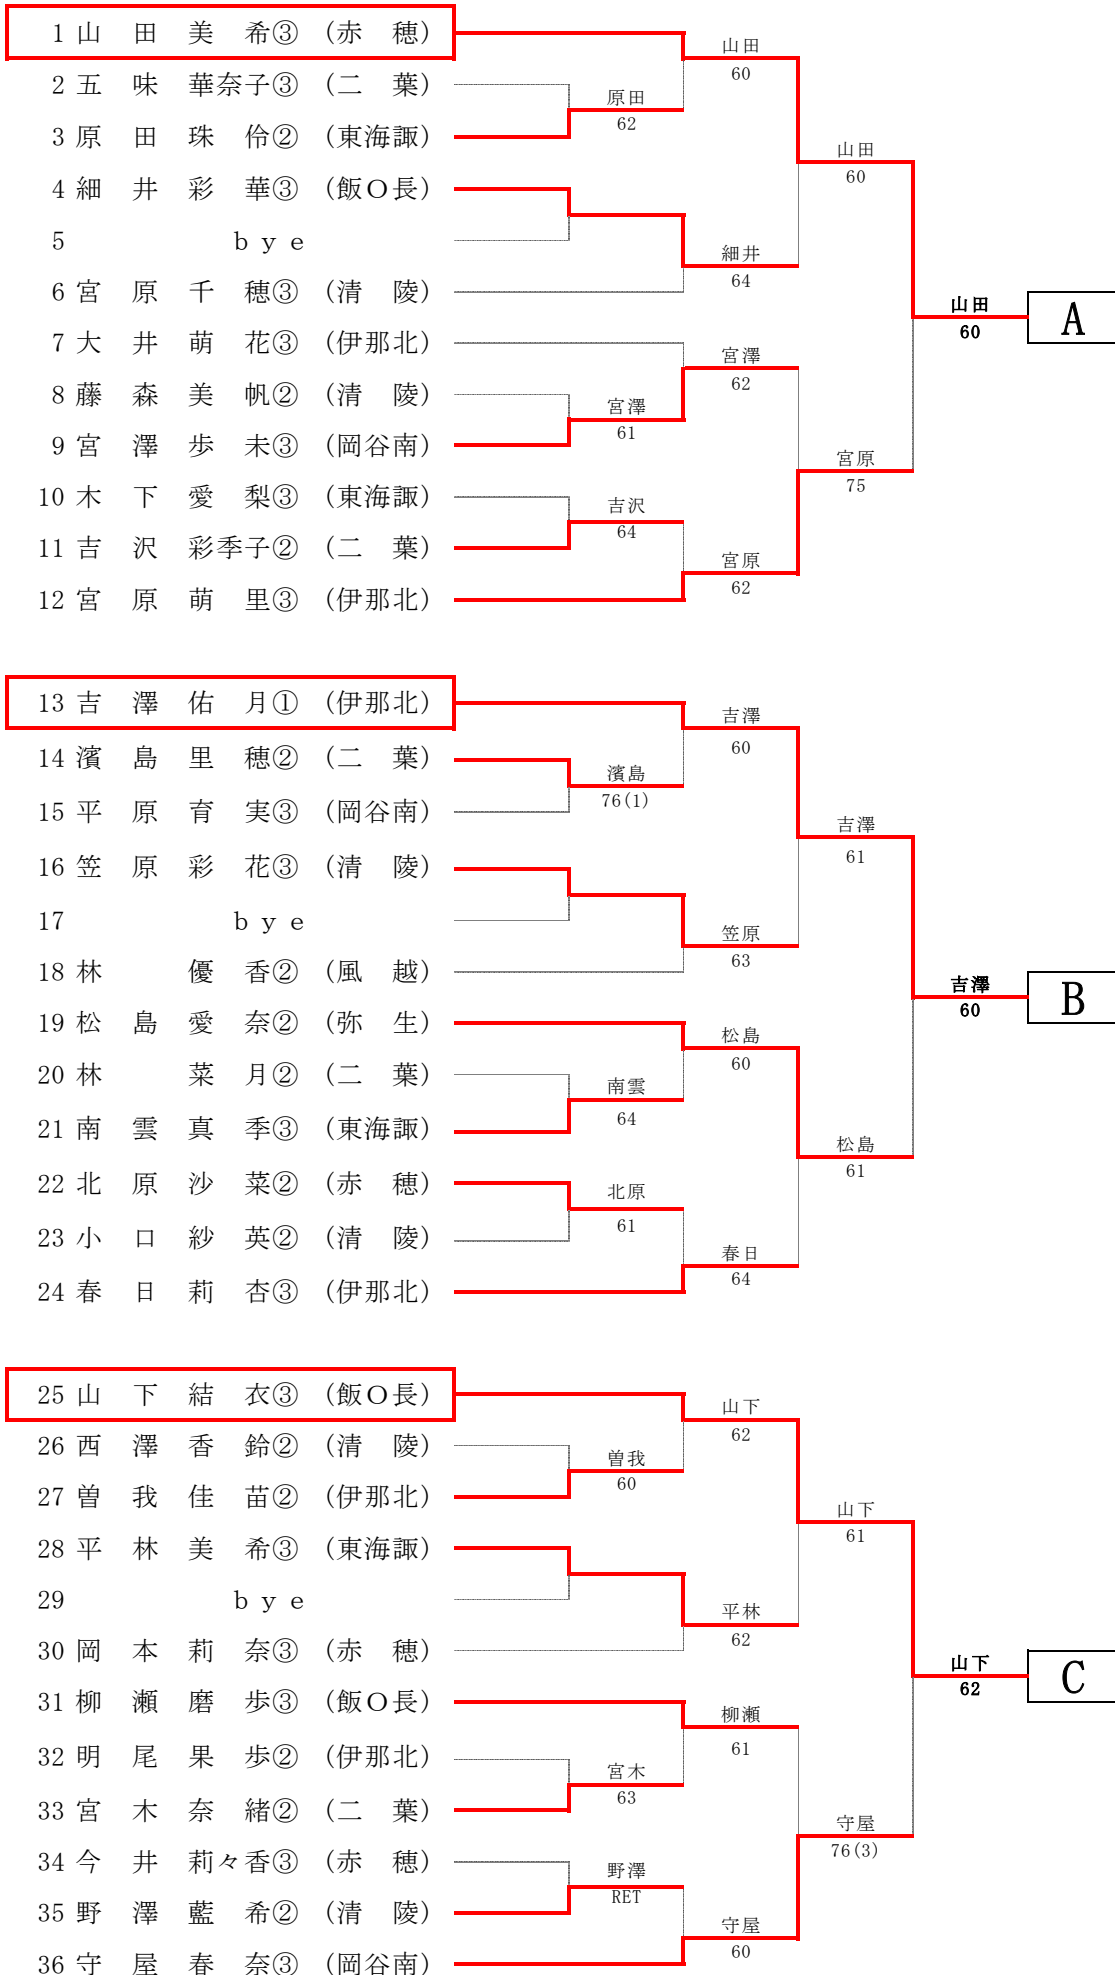 1 山 田 美 希③ (赤 穂)
山田
60
2 五 味 華奈子③ (二 葉)
原田
62
3 原 田 珠 伶② (東海諏)
山田
60
4 細 井 彩 華③ (飯O長)
5 bye
細井
64
6 宮 原 千 穂③ (清 陵)
山田
60
A
7 大 井 萌 花③ (伊那北)
宮澤
62
8 藤 森 美 帆② (清 陵)
宮澤
61
9 宮 澤 歩 未③ (岡谷南)
宮原
75
10 木 下 愛 梨③ (東海諏)
吉沢
64
11 吉 沢 彩季子② (二 葉)
宮原
62
12 宮 原 萌 里③ (伊那北)
13 吉 澤 佑 月① (伊那北)
吉澤
60
14 濱 島 里 穂② (二 葉)
濱島
76(1)
15 平 原 育 実③ (岡谷南)
吉澤
61
16 笠 原 彩 花③ (清 陵)
17 bye
笠原
63
18 林 優 香② (風 越)
吉澤
60
B
19 松 島 愛 奈② (弥 生)
松島
60
20 林 菜 月② (二 葉)
南雲
64
21 南 雲 真 季③ (東海諏)
松島
61
22 北 原 沙 菜② (赤 穂)
北原
61
23 小 口 紗 英② (清 陵)
春日
64
24 春 日 莉 杏③ (伊那北)
25 山 下 結 衣③ (飯O長)
山下
62
26 西 澤 香 鈴② (清 陵)
曽我
60
27 曽 我 佳 苗② (伊那北)
山下
61
28 平 林 美 希③ (東海諏)
29 bye
平林
62
30 岡 本 莉 奈③ (赤 穂)
山下
62
C
31 柳 瀬 磨 歩③ (飯O長)
柳瀬
61
32 明 尾 果 歩② (伊那北)
宮木
63
33 宮 木 奈 緒② (二 葉)
守屋
76(3)
34 今 井 莉々香③ (赤 穂)
野澤
RET
35 野 澤 藍 希② (清 陵)
守屋
60
36 守 屋 春 奈③ (岡谷南)